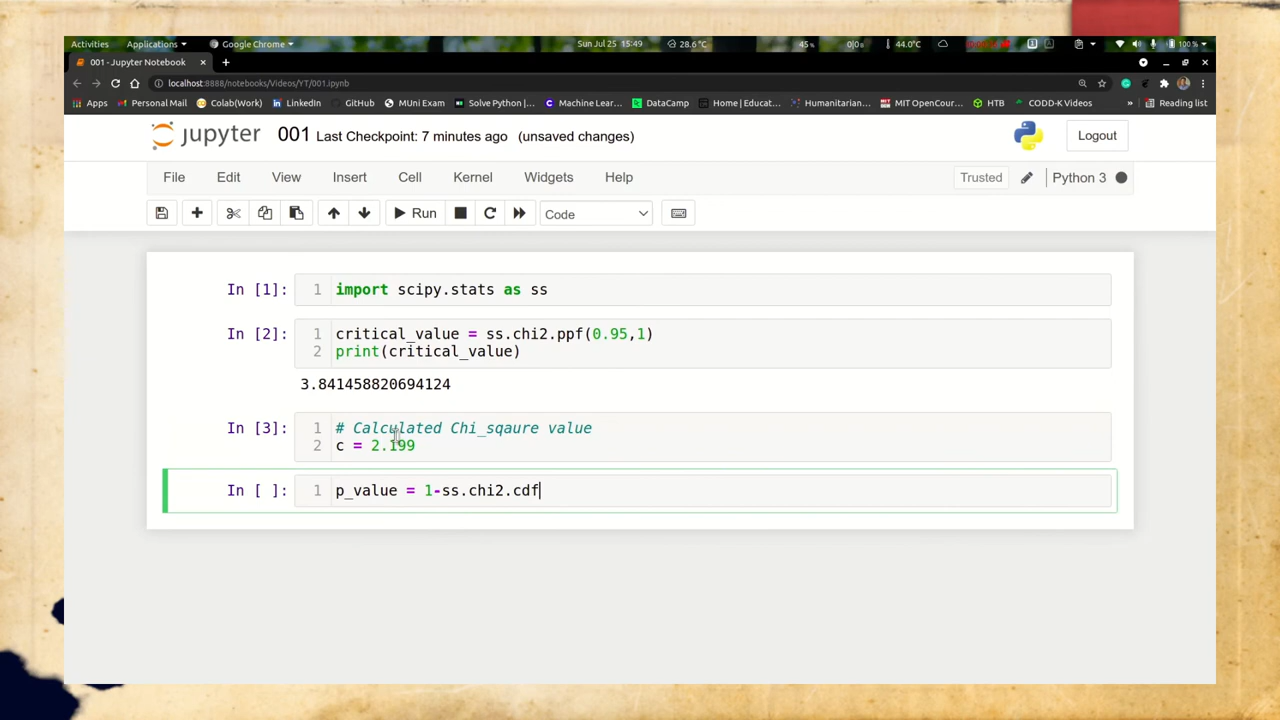 Activities Applications Google Chrome Sun Jul 25 15:49 28.6°C 45% 0|0B 44.0°C 1 A 100%
001 - Jupyter Notebook
localhost:8888/notebooks/Videos/YT/001.ipynb
Apps Personal Mail Colab(Work) LinkedIn GitHub MUni Exam Solve Python |... Machine Lear... DataCamp Home | Educat... Humanitarian... MIT OpenCour... HTB CODD-K Videos » Reading list
jupyter 001 Last Checkpoint: 7 minutes ago (unsaved changes) Logout
File Edit View Insert Cell Kernel Widgets Help Trusted Python 3
Run Code
In [1]: 1 import scipy.stats as ss
In [2]: 1 critical_value = ss.chi2.ppf(0.95,1)
2 print(critical_value)
3.841458820694124
In [3]: 1 # Calculated Chi_sqaure value
2 c = 2.199
In [ ]: 1 p_value = 1-ss.chi2.cdf